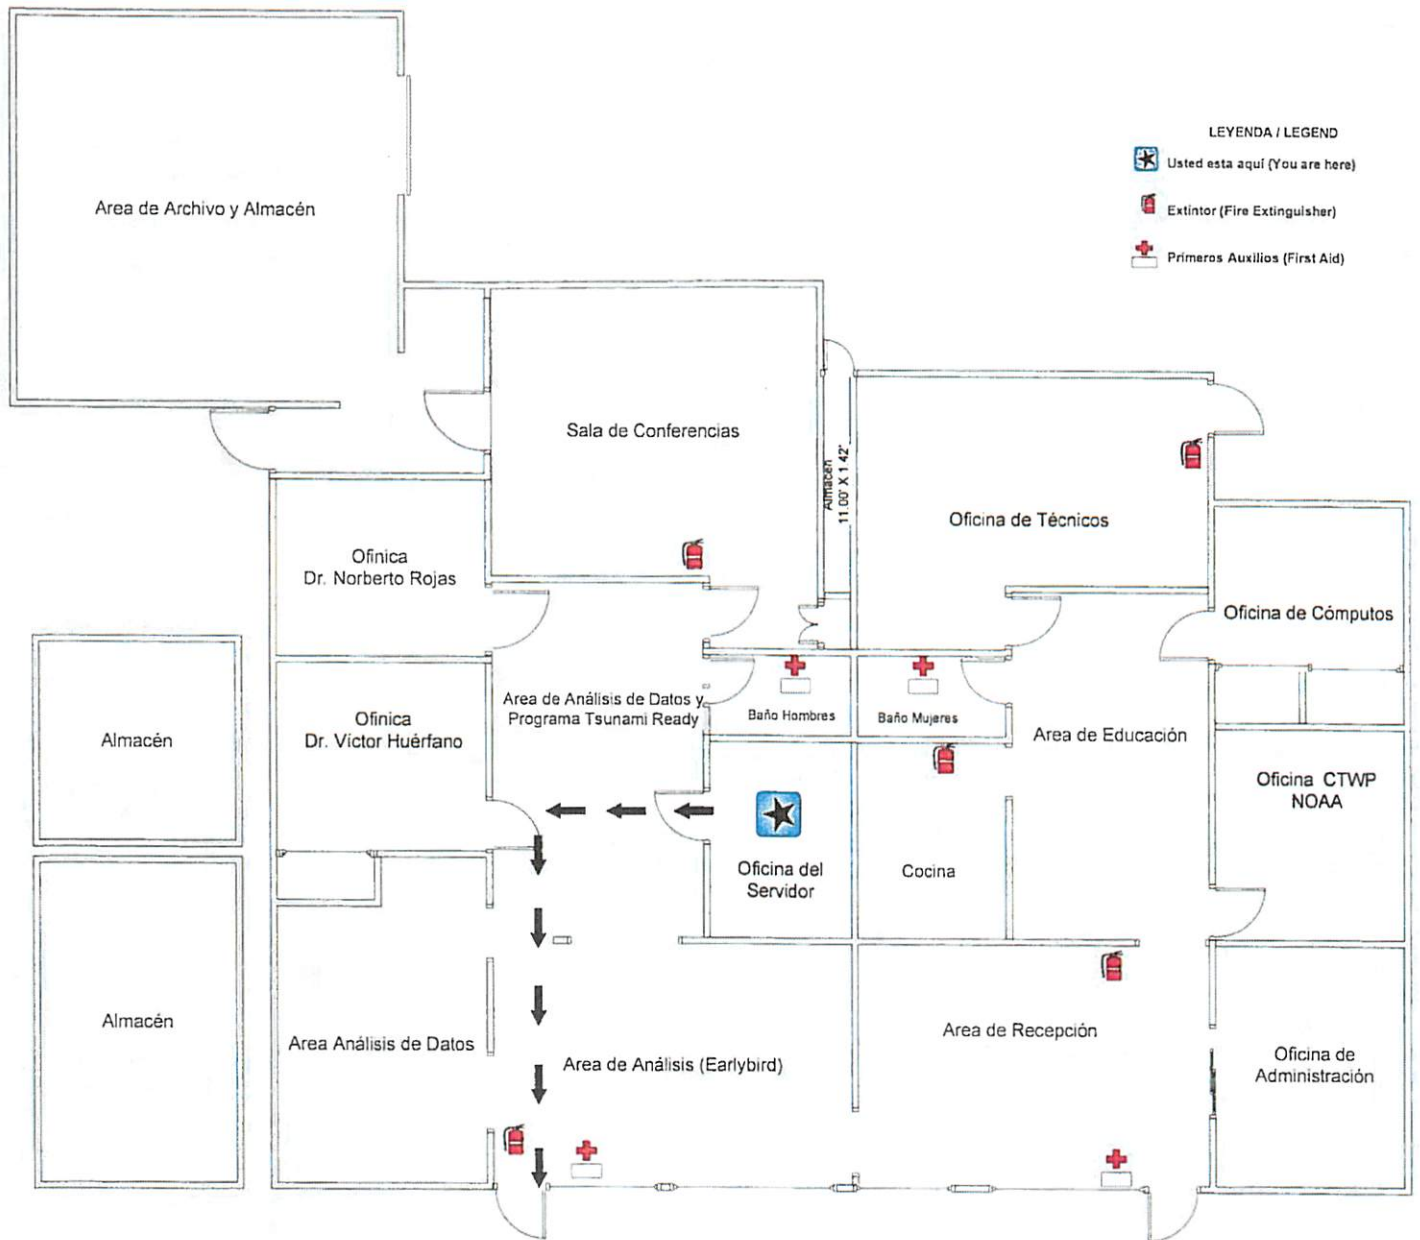 LEYENDA / LEGEND
Usted esta aquí (You are here)
Extintor (Fire Extinguisher)
Primeros Auxilios (First Aid)
Area de Archivo y Almacén
Sala de Conferencias
Almacén
11.00' X 1.42'
Oficina de Técnicos
Ofinica
Dr. Norberto Rojas
Oficina de Cómputos
Almacén
Ofinica
Dr. Víctor Huérfano
Area de Análisis de Datos y
Programa Tsunami Ready
Baño Hombres
Baño Mujeres
Area de Educación
Oficina CTWP
NOAA
Oficina del
Servidor
Cocina
Almacén
Area Análisis de Datos
Area de Análisis (Earlybird)
Area de Recepción
Oficina de
Administración